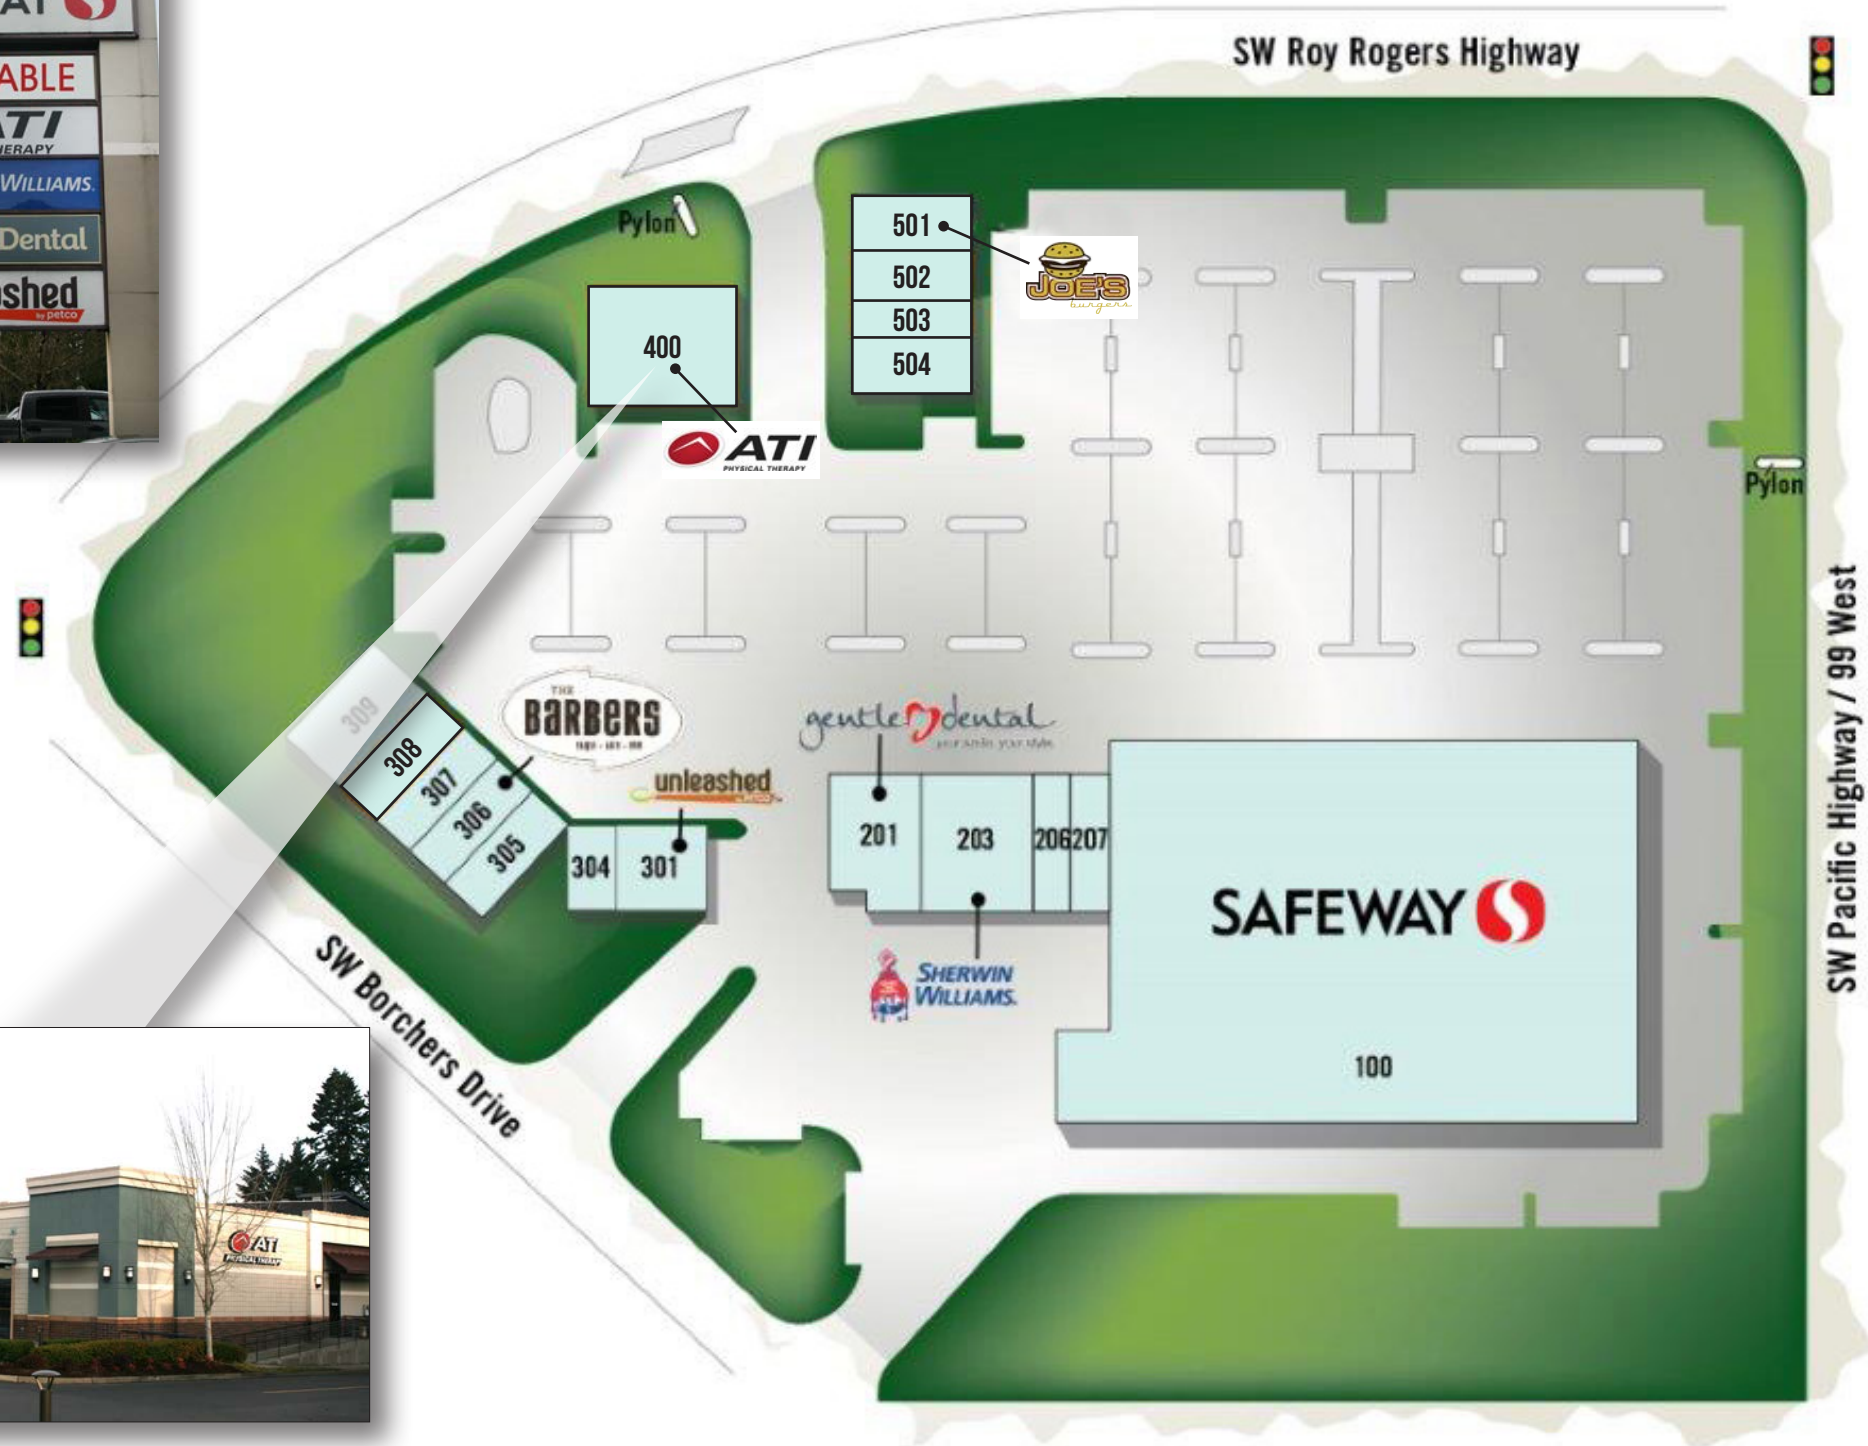 ABLE
ATI
THERAPY
WILLIAMS.
Dental
by petco
SW Roy Rogers Highway
Pylon
501
502
503
504
JOE'S
burgers
400
ATI
PHYSICAL THERAPY
Pylon
SW Pacific Highway / 99 West
309
308
307
306
305
304
301
THE
BARBERS
unleashed
gentle dental
201
203
206
207
SHERWIN
WILLIAMS.
SAFEWAY
100
SW Borchers Drive
ATI
PHYSICAL THERAPY